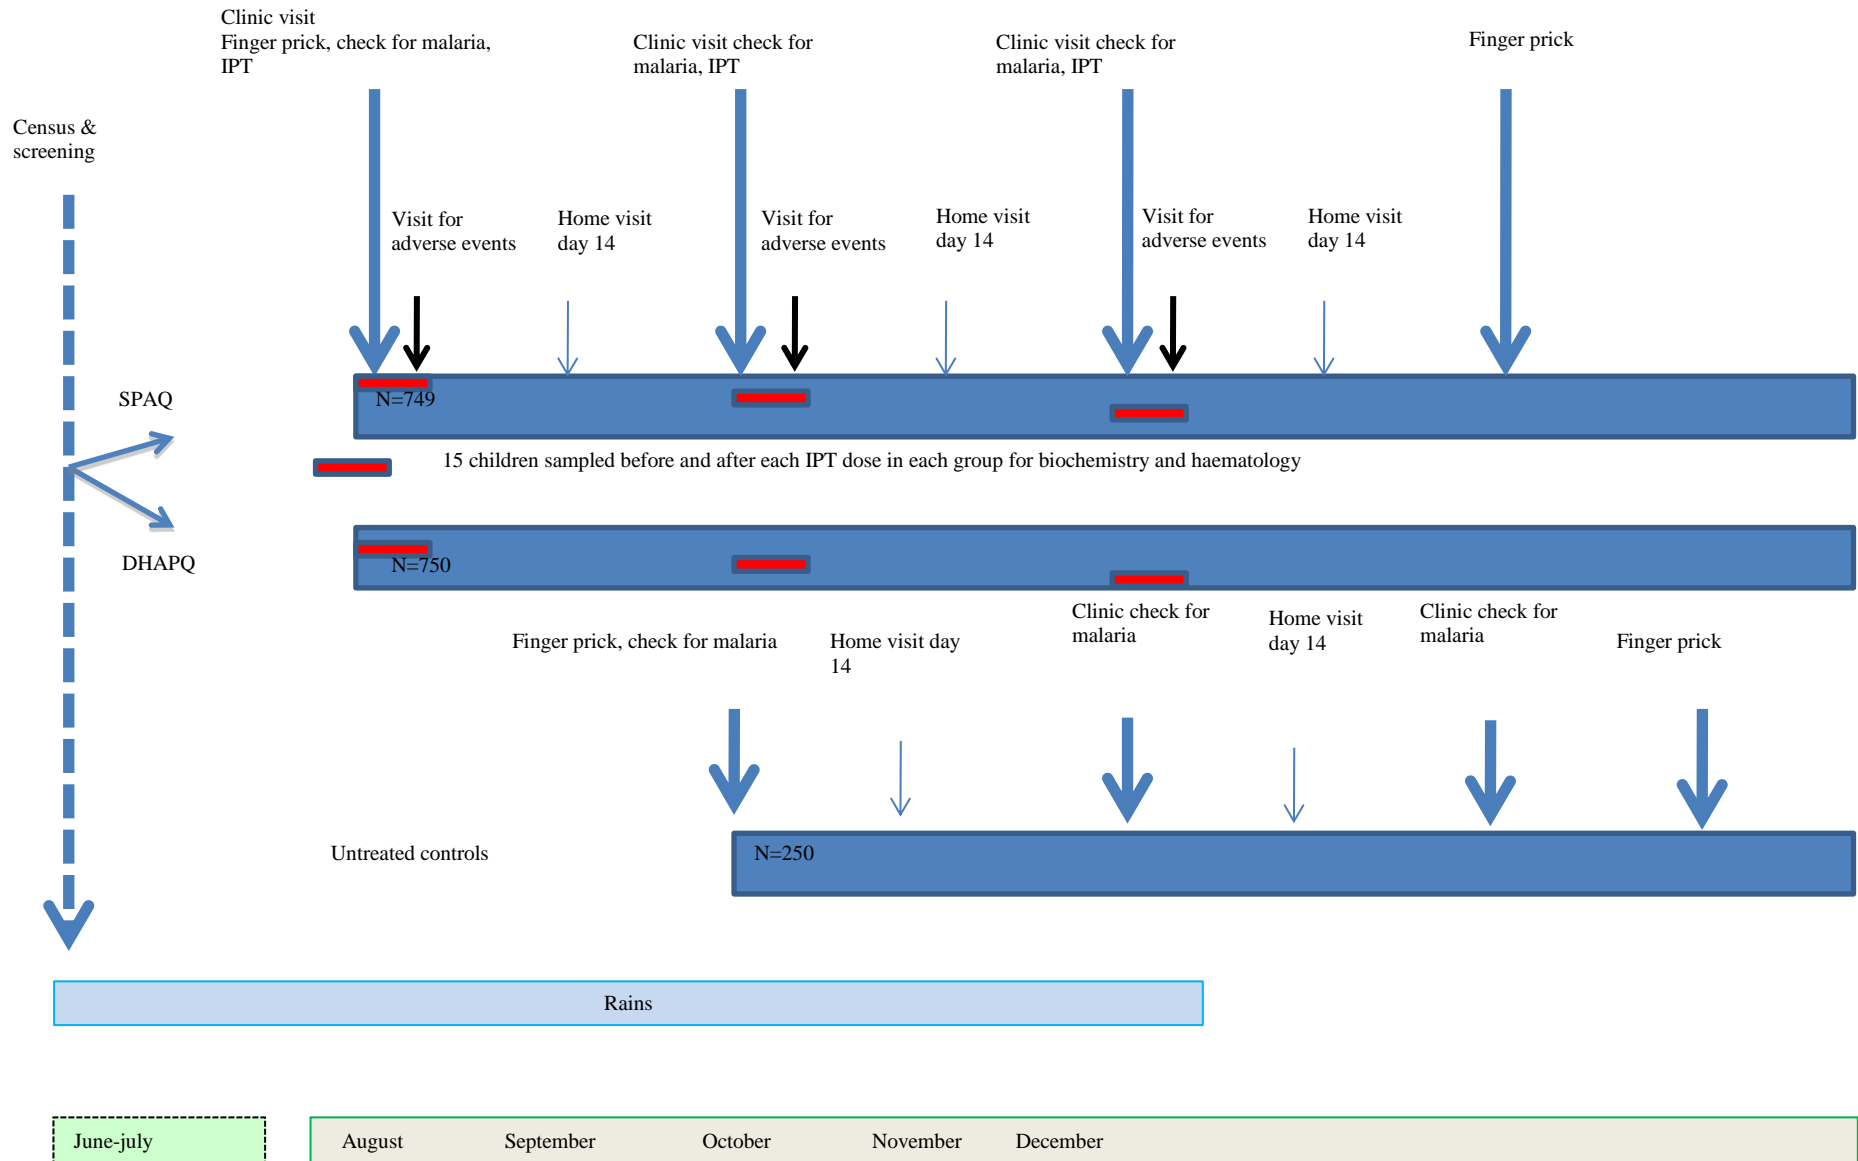 Clinic visit
Finger prick, check for malaria,
IPT
Clinic visit check for
malaria, IPT
Clinic visit check for
malaria, IPT
Finger prick
Census &
screening
Visit for
adverse events
Home visit
day 14
Visit for
adverse events
Home visit
day 14
Visit for
adverse events
Home visit
day 14
SPAQ
N=749
15 children sampled before and after each IPT dose in each group for biochemistry and haematology
DHAPQ
N=750
Finger prick, check for malaria
Home visit day
14
Clinic check for
malaria
Home visit
day 14
Clinic check for
malaria
Finger prick
Untreated controls
N=250
Rains
June-july
August
September
October
November
December